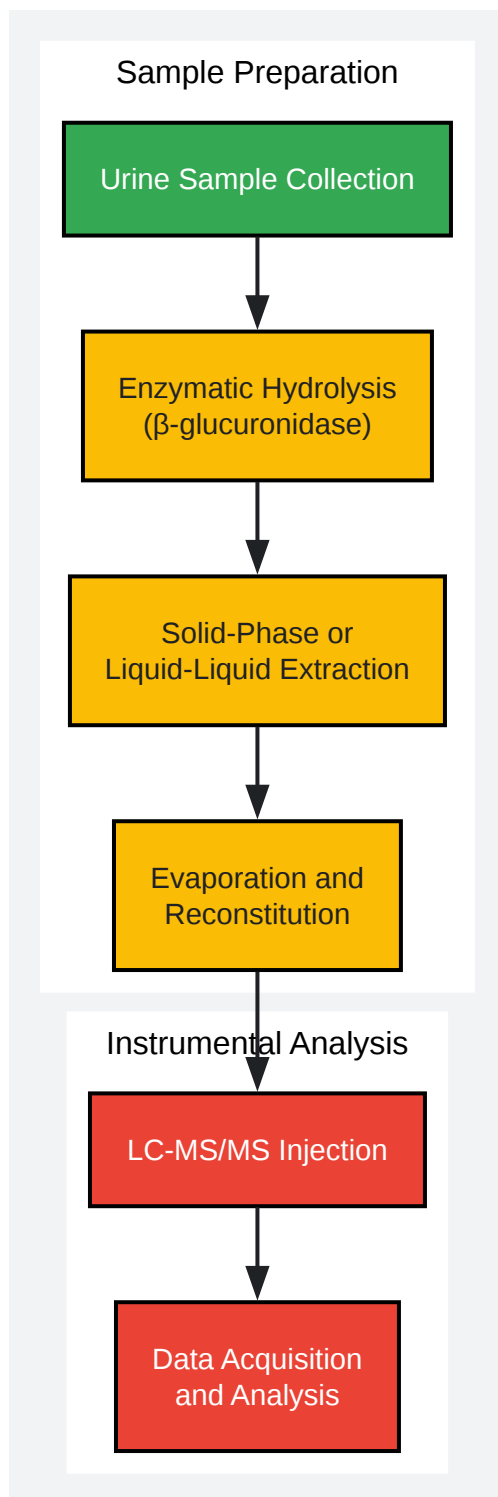 Sample Preparation
Urine Sample Collection
Enzymatic Hydrolysis
(β-glucuronidase)
Solid-Phase or
Liquid-Liquid Extraction
Evaporation and
Reconstitution
Instrumental Analysis
LC-MS/MS Injection
Data Acquisition
and Analysis